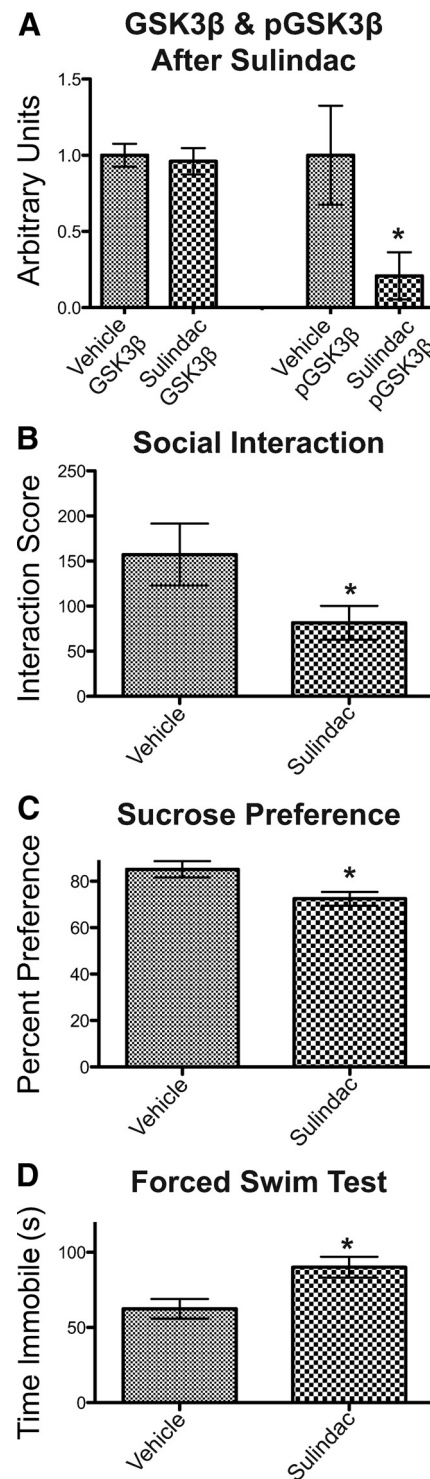 A
GSK3β & pGSK3β
After Sulindac
Arbitrary Units
1.5
1.0
0.5
0.0
*
Vehicle
GSK3β
Sulindac
GSK3β
Vehicle
pGSK3β
Sulindac
pGSK3β
B
Social Interaction
Interaction Score
250
200
150
100
50
0
*
Vehicle
Sulindac
C
Sucrose Preference
Percent Preference
80
60
40
20
0
*
Vehicle
Sulindac
D
Forced Swim Test
Time Immobile (s)
100
50
0
*
Vehicle
Sulindac